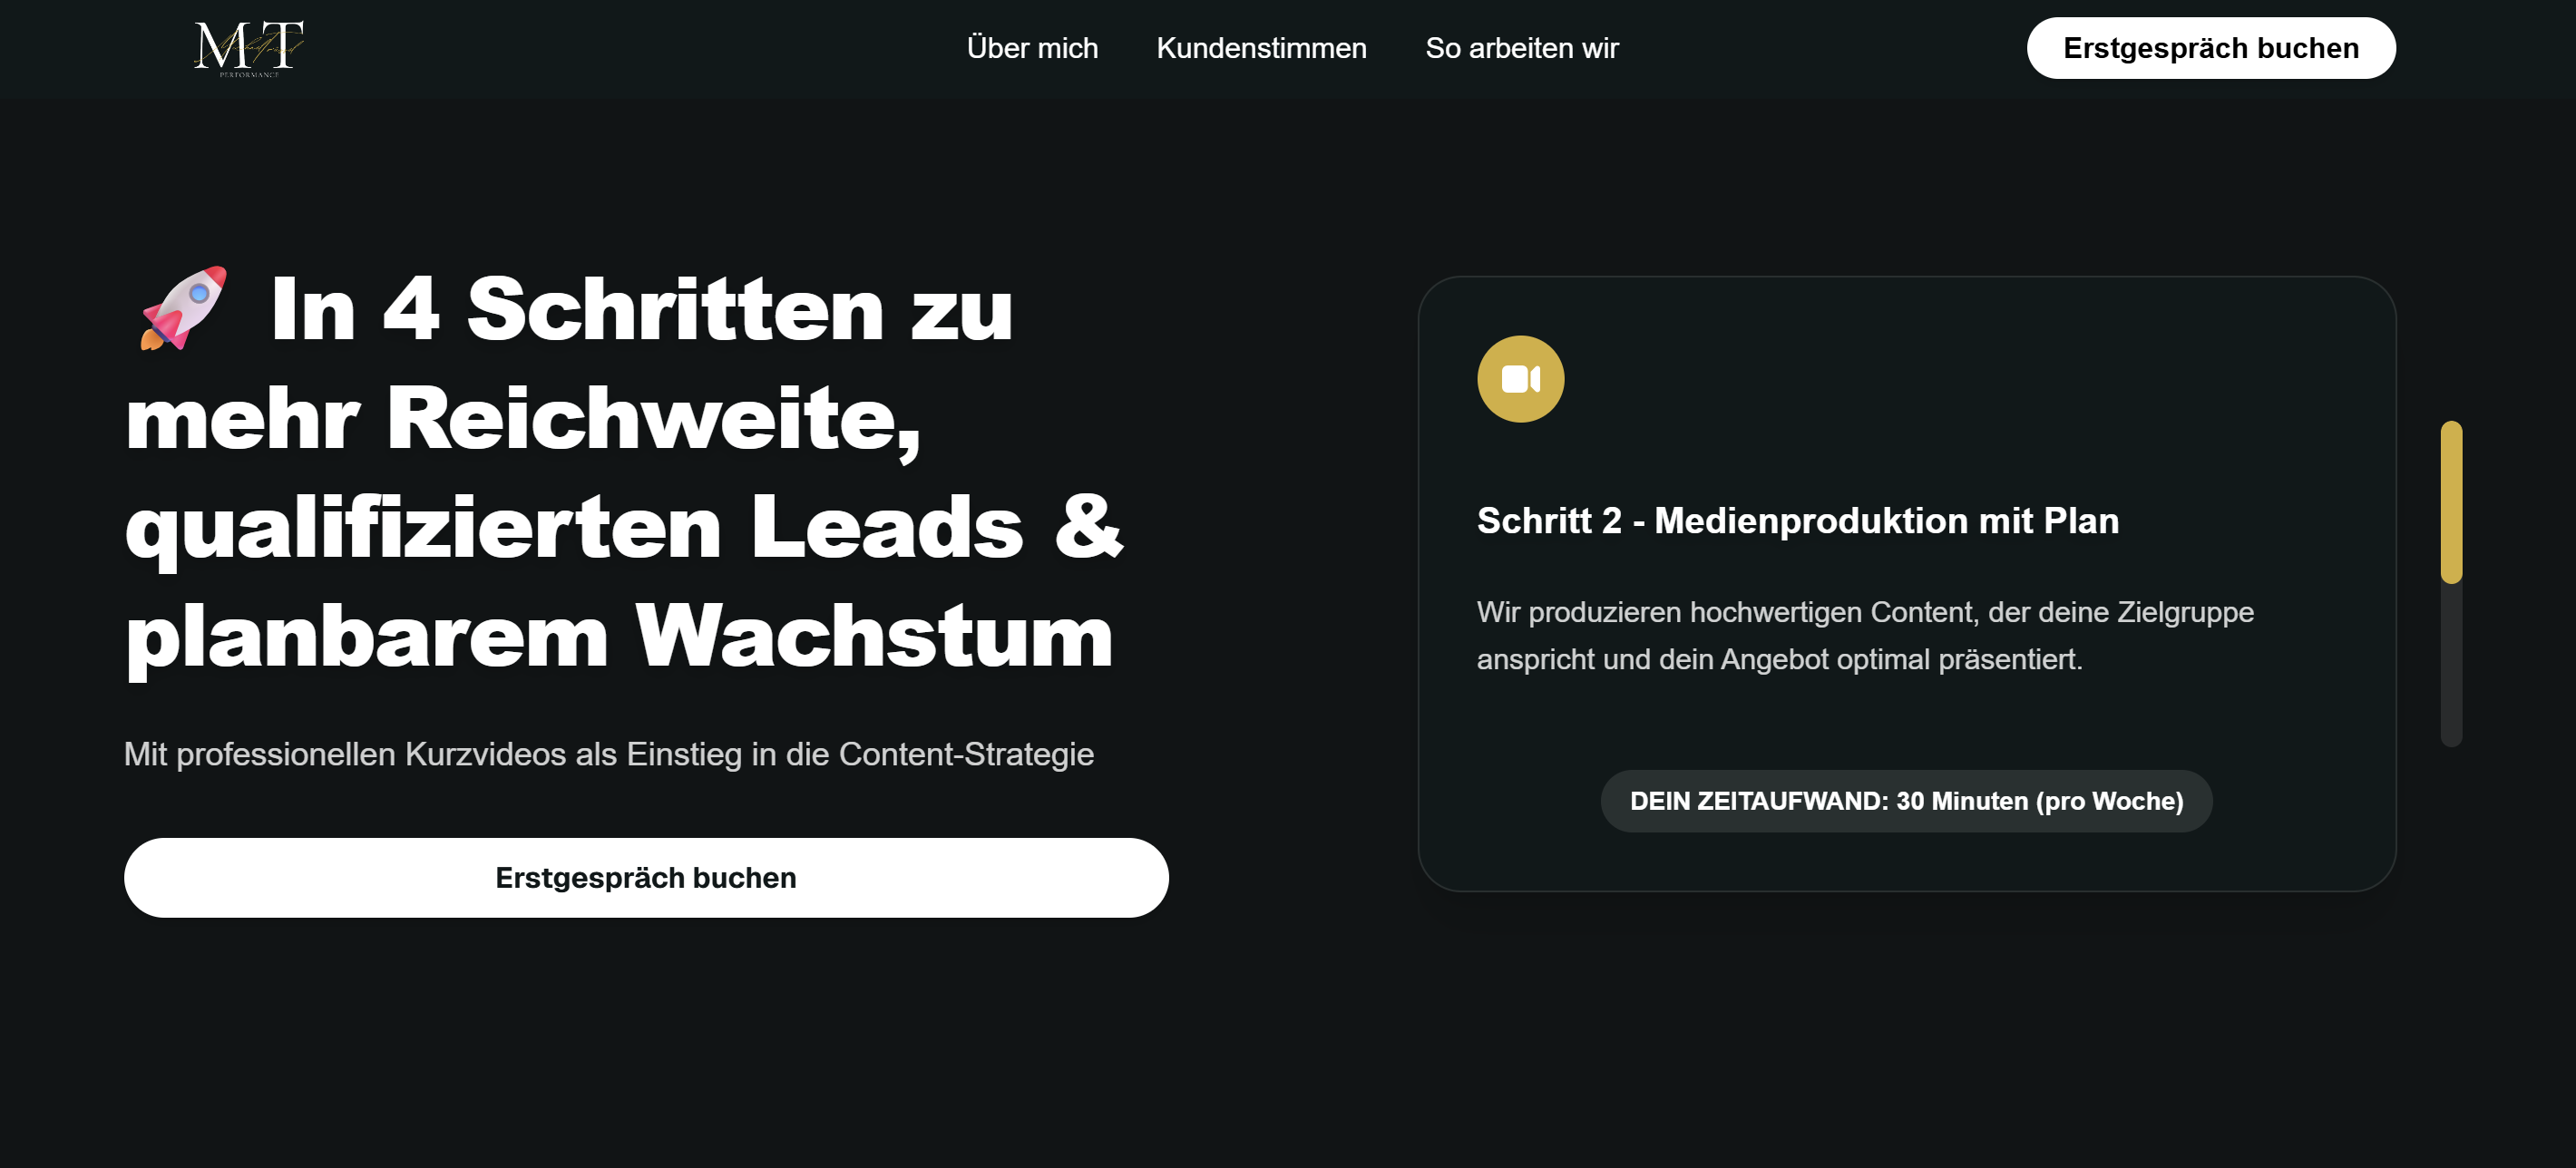 MT
PERFORMANCE
Über mich
Kundenstimmen
So arbeiten wir
Erstgespräch buchen
🚀 In 4 Schritten zu
mehr Reichweite,
qualifizierten Leads &
planbarem Wachstum
Mit professionellen Kurzvideos als Einstieg in die Content-Strategie
Erstgespräch buchen
Schritt 2 - Medienproduktion mit Plan
Wir produzieren hochwertigen Content, der deine Zielgruppe
anspricht und dein Angebot optimal präsentiert.
DEIN ZEITAUFWAND: 30 Minuten (pro Woche)